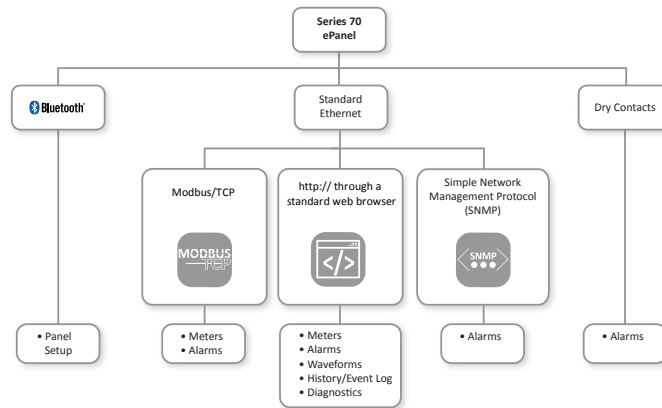 Series 70
ePanel
Bluetooth®
Standard
Ethernet
Dry Contacts
Modbus/TCP
MODBUS
TCP
http:// through a
standard web browser
</>
Simple Network
Management Protocol
(SNMP)
SNMP
• Panel
Setup
• Meters
• Alarms
• Meters
• Alarms
• Waveforms
• History/Event Log
• Diagnostics
• Alarms
• Alarms